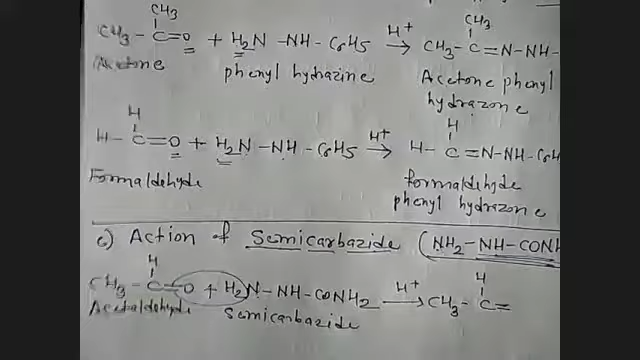 CH3
CH3 - C = O + H2N - NH - C6H5 H+ → CH3 - C = N - NH -
CH3
Acetone phenyl hydrazine Acetone phenyl
hydrazone
H H
H - C = O + H2N - NH - C6H5 H+ → H - C = N - NH - C6H
Formaldehyde formaldehyde
phenyl hydrazone
c) Action of Semicarbazide (NH2 - NH - CONH
H H
CH3 - C = O + H2N - NH - CONH2 H+ → CH3 - C =
Acetaldehyde Semicarbazide